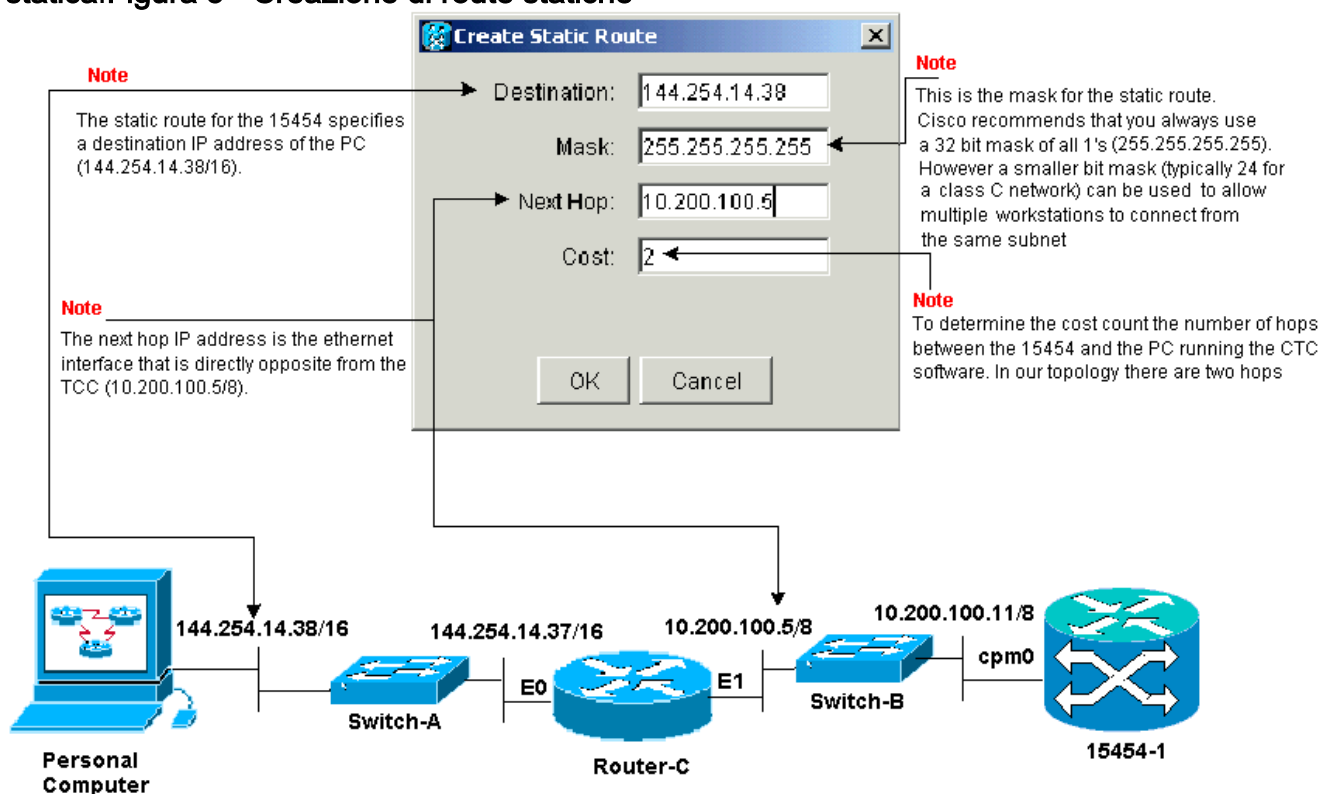 statica.Figura 3 - Creazione di route statiche
Create Static Route
Note
The static route for the 15454 specifies
a destination IP address of the PC
(144.254.14.38/16).
Destination: 144.254.14.38
Mask: 255.255.255.255
Next Hop: 10.200.100.5
Cost: 2
OK
Cancel
Note
This is the mask for the static route.
Cisco recommends that you always use
a 32 bit mask of all 1's (255.255.255.255).
However a smaller bit mask (typically 24 for
a class C network) can be used to allow
multiple workstations to connect from
the same subnet
Note
The next hop IP address is the ethernet
interface that is directly opposite from the
TCC (10.200.100.5/8).
Note
To determine the cost count the number of hops
between the 15454 and the PC running the CTC
software. In our topology there are two hops
144.254.14.38/16
144.254.14.37/16
10.200.100.5/8
10.200.100.11/8
cpm0
E0
E1
Switch-A
Switch-B
Router-C
15454-1
Personal
Computer